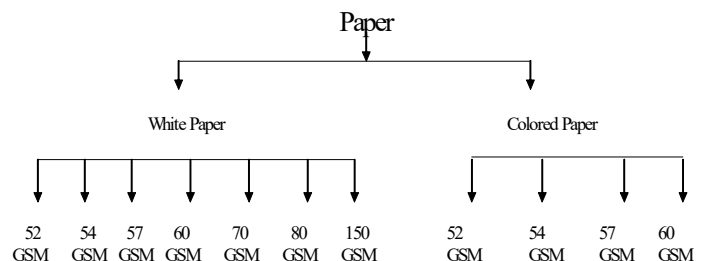 Paper
White Paper
Colored Paper
52 54 57 60 70 80 150 52 54 57 60
GSM GSM GSM GSM GSM GSM GSM GSM GSM GSM GSM